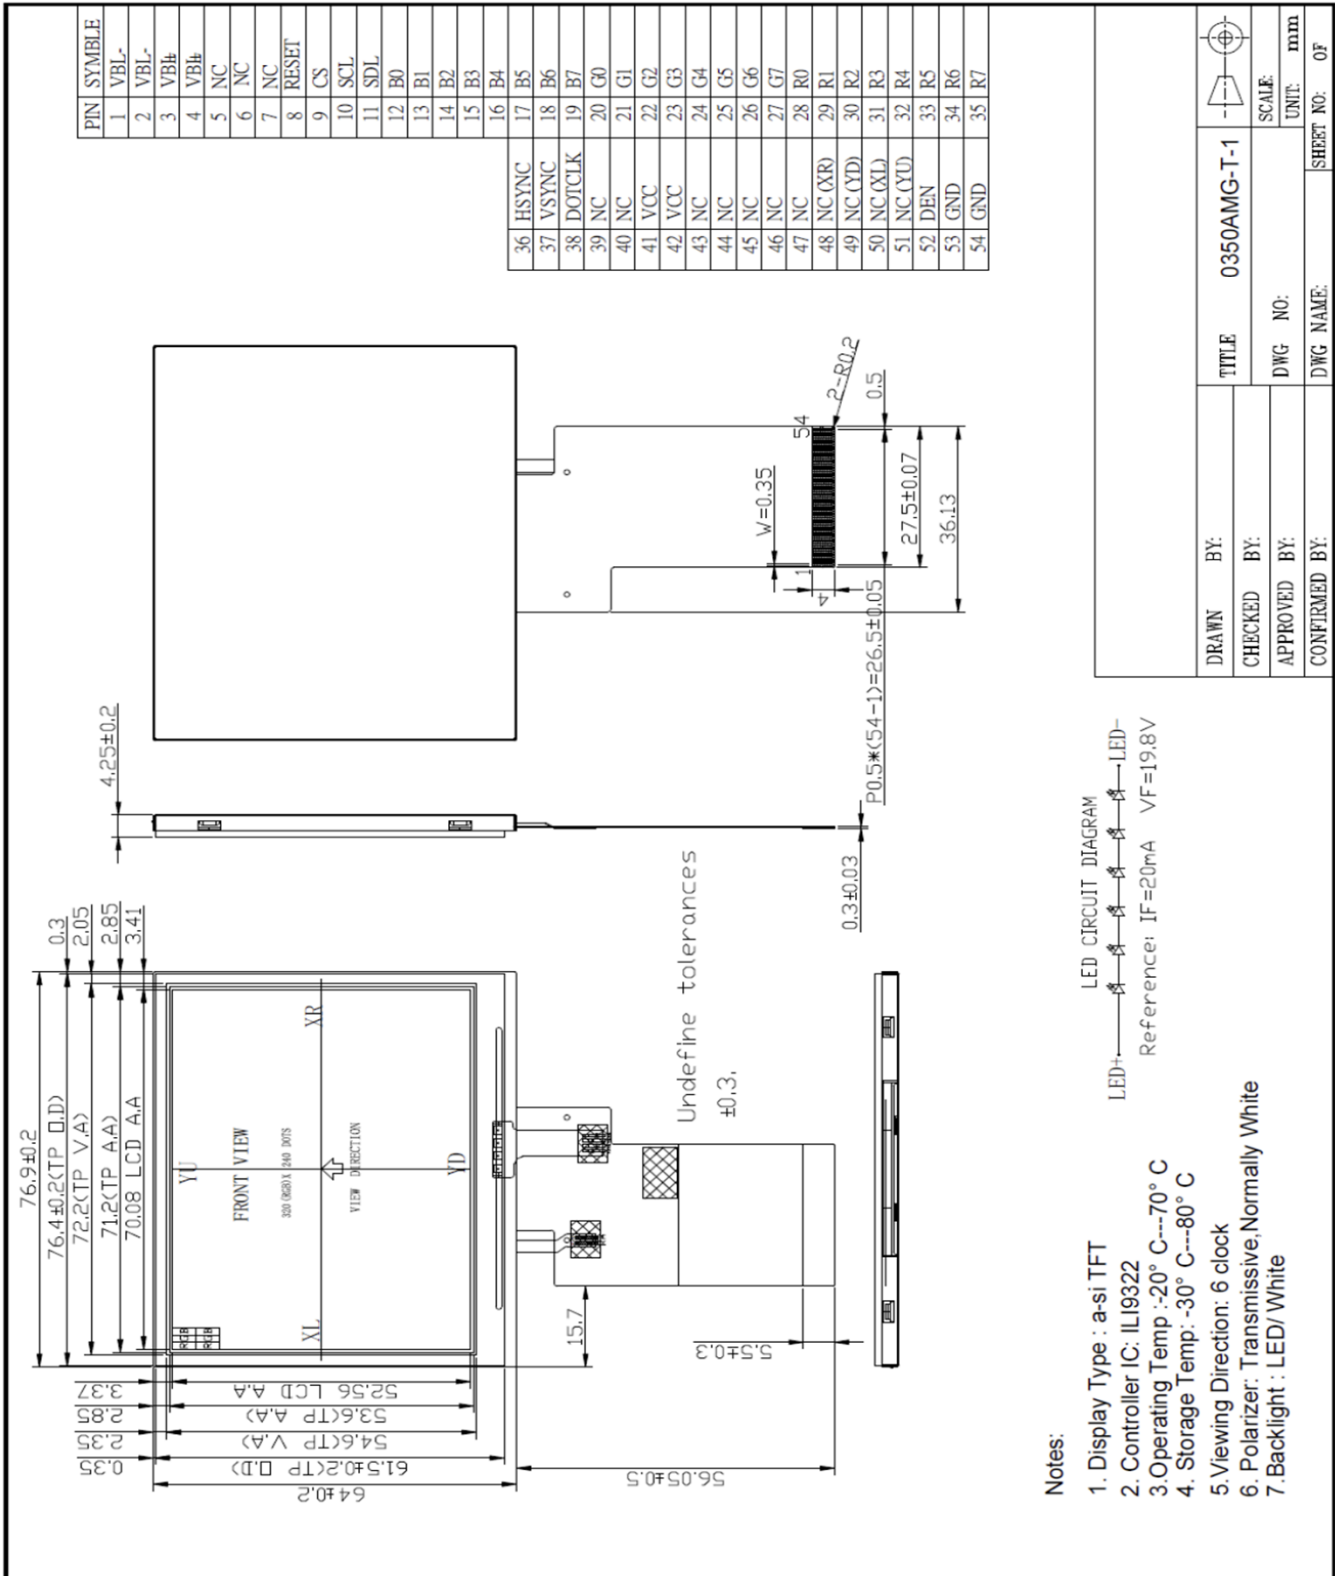 76.9±0.2
76.4±0.2(TP O.D)
72.2(TP V.A)
71.2(TP A.A)
70.08 LCD A.A
0.3
2.05
2.85
3.41
4.25±0.2
64±0.2
61.5±0.2(TP O.D)
54.6(TP V.A)
53.6(TP A.A)
52.56 LCD A.A
0.35
2.35
2.85
3.37
RGB RGB
RGB RGB
YU
FRONT VIEW
320 (RGB) X 240 DOTS
XL
XR
VIEW DIRECTION
YD
15.7
5.5±0.3
56.05±0.5
Undefine tolerances
±0.3.
0.3±0.03
W=0.35
1
54
4
2-R0.2
0.5
P0.5*(54-1)=26.5±0.05
27.5±0.07
36.13
PIN SYMBLE
1 VBL-
2 VBL-
3 VBL+
4 VBL+
5 NC
6 NC
7 NC
8 RESET
9 CS
10 SCL
11 SDL
12 B0
13 B1
14 B2
15 B3
16 B4
17 B5
18 B6
19 B7
20 G0
21 G1
22 G2
23 G3
24 G4
25 G5
26 G6
27 G7
28 R0
29 R1
30 R2
31 R3
32 R4
33 R5
34 R6
35 R7
36 HSYNC
37 VSYNC
38 DOTCLK
39 NC
40 NC
41 VCC
42 VCC
43 NC
44 NC
45 NC
46 NC
47 NC
48 NC (XR)
49 NC (YD)
50 NC (XL)
51 NC (YU)
52 DEN
53 GND
54 GND
Notes:
1. Display Type : a-si TFT
2. Controller IC: ILI9322
3.Operating Temp :-20° C---70° C
4. Storage Temp: -30° C---80° C
5.Viewing Direction: 6 clock
6. Polarizer: Transmissive,Normally White
7.Backlight : LED/ White
LED CIRCUIT DIAGRAM
LED+
LED-
Reference: IF=20mA VF=19.8V
DRAWN BY:
CHECKED BY:
APPROVED BY:
CONFIRMED BY:
TITLE 0350AMG-T-1
DWG NO:
DWG NAME:
SCALE:
UNIT: mm
SHEET NO: OF